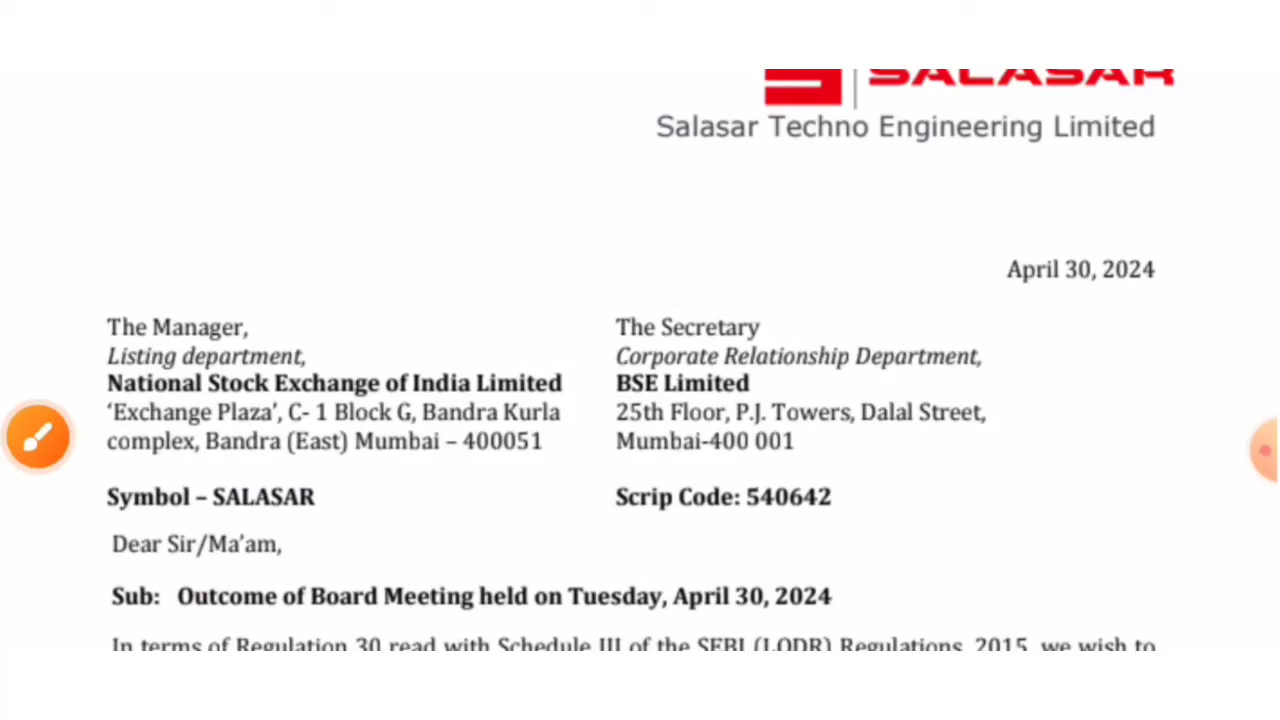 SALASAR
Salasar Techno Engineering Limited
April 30, 2024
The Manager,
Listing department,
National Stock Exchange of India Limited
‘Exchange Plaza’, C- 1 Block G, Bandra Kurla
complex, Bandra (East) Mumbai – 400051
Symbol – SALASAR
The Secretary
Corporate Relationship Department,
BSE Limited
25th Floor, P.J. Towers, Dalal Street,
Mumbai-400 001
Scrip Code: 540642
Dear Sir/Ma’am,
Sub: Outcome of Board Meeting held on Tuesday, April 30, 2024
In terms of Regulation 30 read with Schedule III of the SEBI (LODR) Regulations, 2015, we wish to